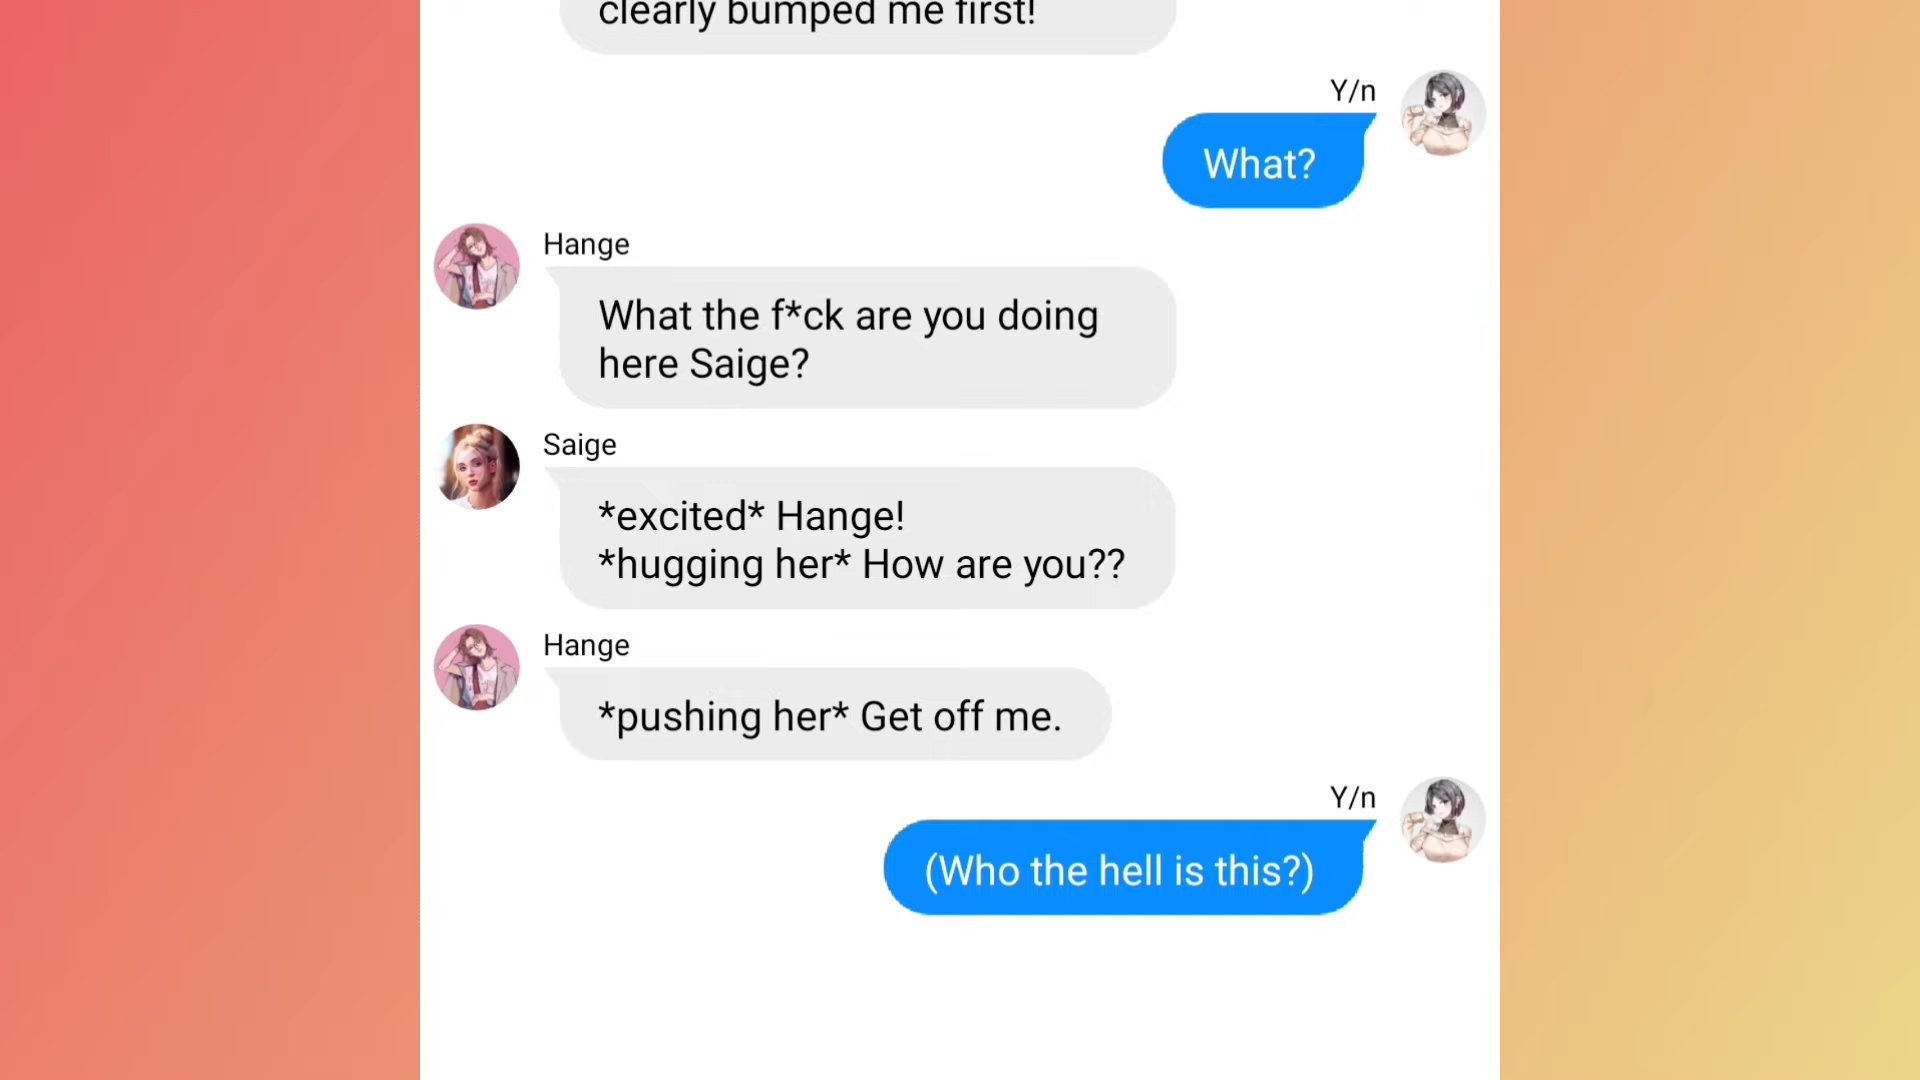 clearly bumped me first!
Y/n
What?
Hange
What the f*ck are you doing
here Saige?
Saige
*excited* Hange!
*hugging her* How are you??
Hange
*pushing her* Get off me.
Y/n
(Who the hell is this?)